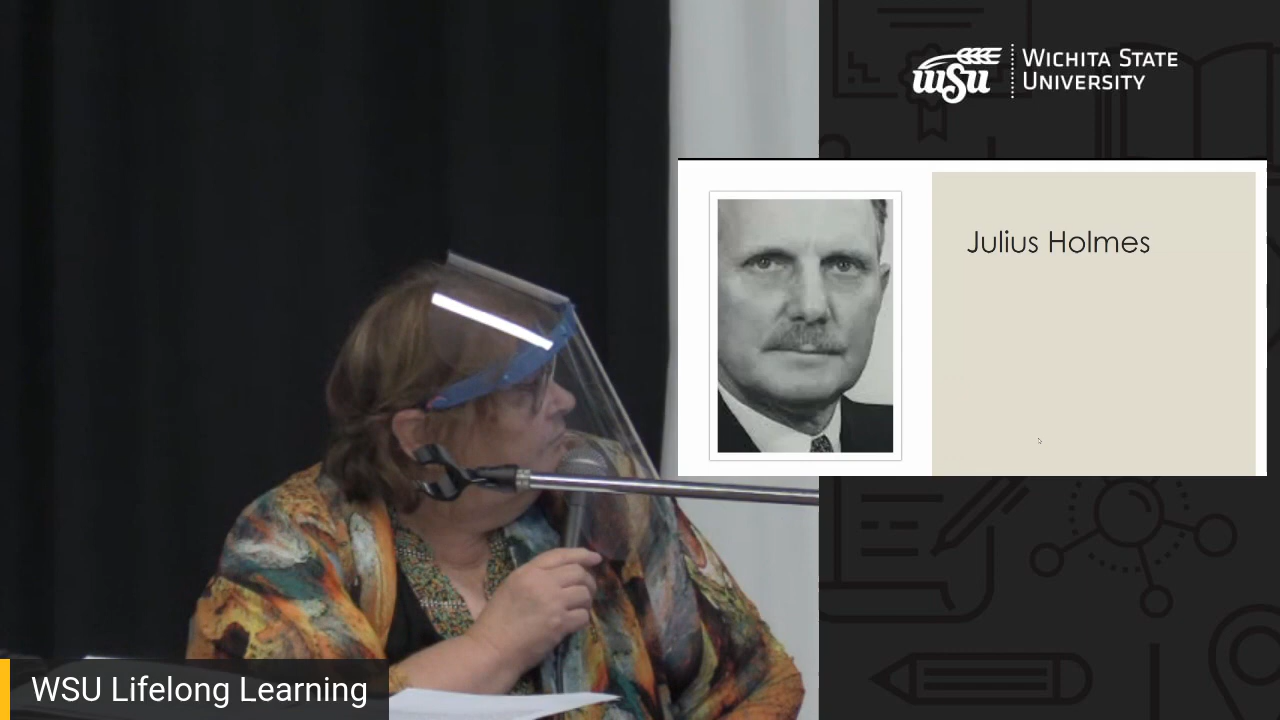 wsu
WICHITA STATE
UNIVERSITY
Julius Holmes
WSU Lifelong Learning